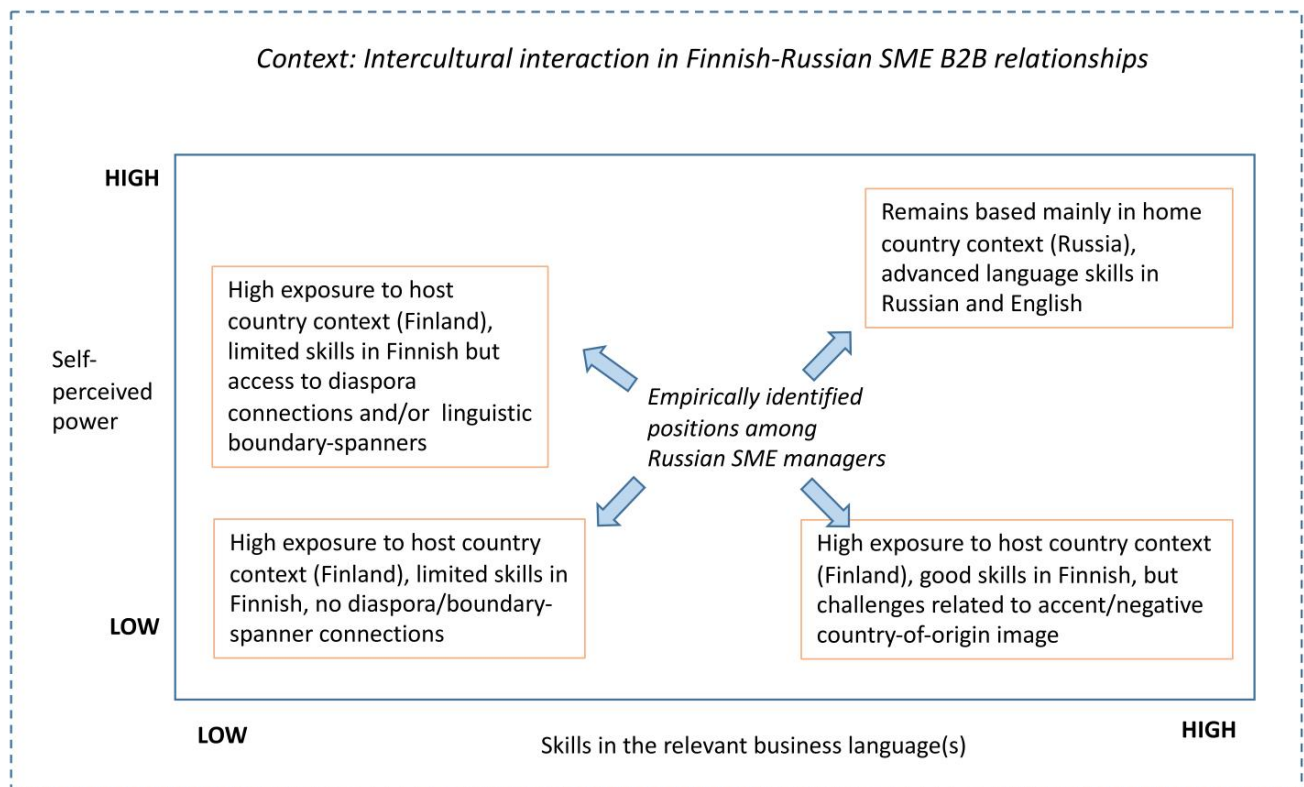 Context: Intercultural interaction in Finnish-Russian SME B2B relationships
HIGH
Remains based mainly in home
country context (Russia),
advanced language skills in
Russian and English
High exposure to host
country context (Finland),
limited skills in Finnish but
access to diaspora
connections and/or linguistic
boundary-spanners
Self-
perceived
power
Empirically identified
positions among
Russian SME managers
High exposure to host country
context (Finland), limited skills in
Finnish, no diaspora/boundary-
spanner connections
High exposure to host country context
(Finland), good skills in Finnish, but
challenges related to accent/negative
country-of-origin image
LOW
LOW
Skills in the relevant business language(s)
HIGH